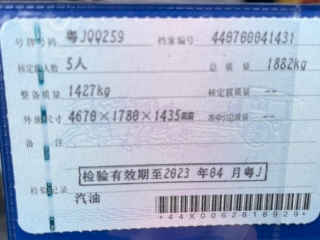 号牌号码 粤JQQ259 档案编号 440700041431
核定载人数 5人 总质量 1882kg
整备质量 1427kg 核定载质量 --
外廓尺寸 4670×1780×1435mm 准牵引总质量 --
备注
检验有效期至2023年04月粤J
检验记录
汽油
*44X0062818929*